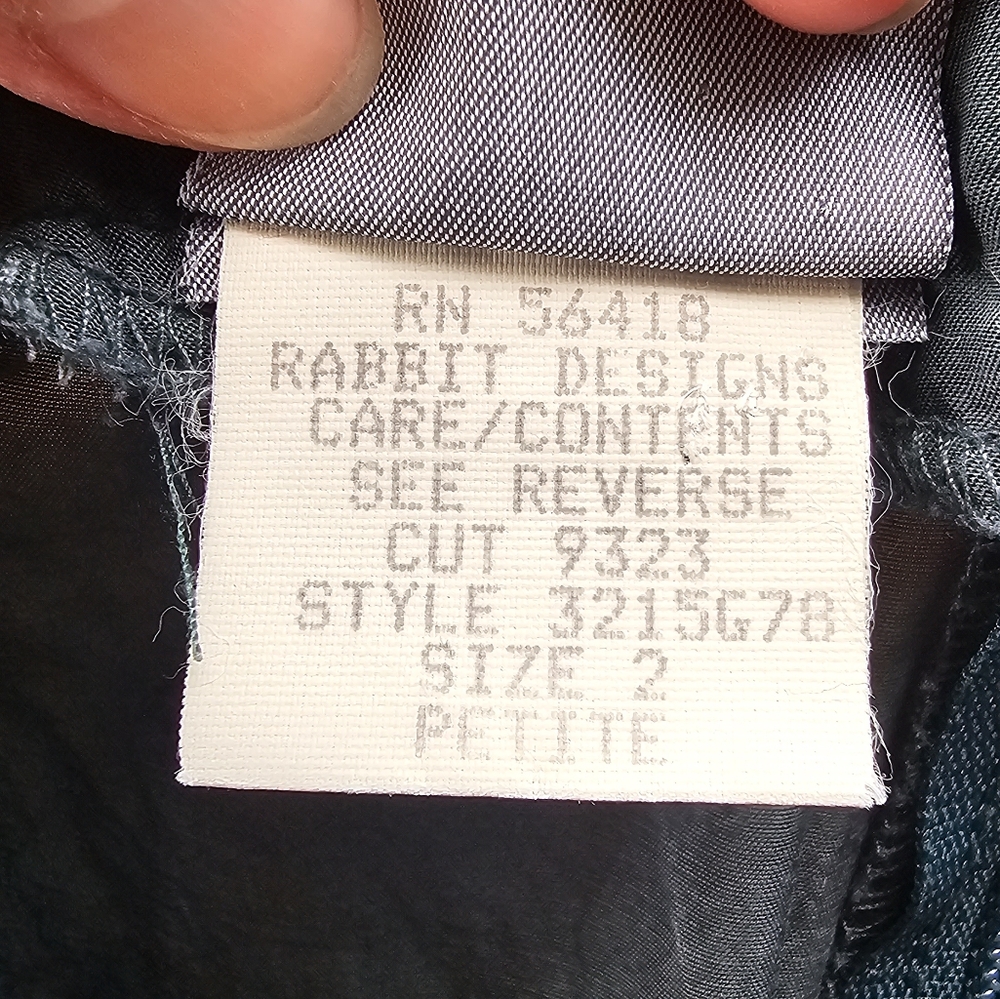 RN 56418
RABBIT DESIGNS
CARE/CONTENTS
SEE REVERSE
CUT 9323
STYLE 3215G78
SIZE 2
PETITE